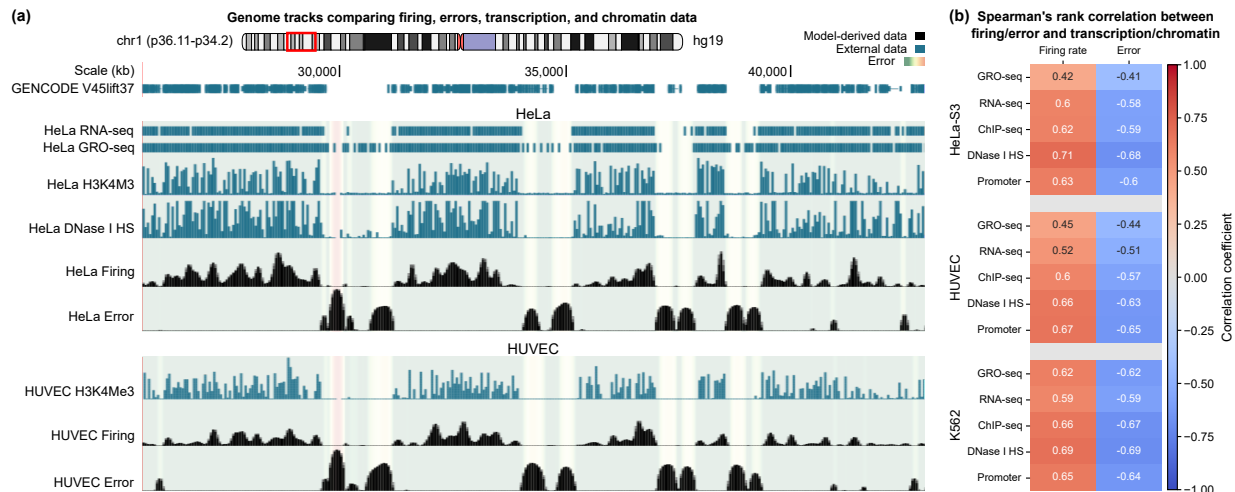 (a)
Genome tracks comparing firing, errors, transcription, and chromatin data
chr1 (p36.11-p34.2)
hg19
Model-derived data
External data
Error
Scale (kb)
30,000
35,000
40,000
GENCODE V45lift37
HeLa
HeLa RNA-seq
HeLa GRO-seq
HeLa H3K4M3
HeLa DNase I HS
HeLa Firing
HeLa Error
HUVEC
HUVEC H3K4Me3
HUVEC Firing
HUVEC Error
(b)
Spearman's rank correlation between
firing/error and transcription/chromatin
Firing rate Error
HeLa-S3
GRO-seq 0.42 -0.41
RNA-seq 0.6 -0.58
ChIP-seq 0.62 -0.59
DNase I HS 0.71 -0.68
Promoter 0.63 -0.6
HUVEC
GRO-seq 0.45 -0.44
RNA-seq 0.52 -0.51
ChIP-seq 0.6 -0.57
DNase I HS 0.66 -0.63
Promoter 0.67 -0.65
K562
GRO-seq 0.62 -0.62
RNA-seq 0.59 -0.59
ChIP-seq 0.66 -0.67
DNase I HS 0.69 -0.69
Promoter 0.65 -0.64
1.00
0.75
0.50
0.25
0.00
−0.25
−0.50
−0.75
−1.00
Correlation coefficient